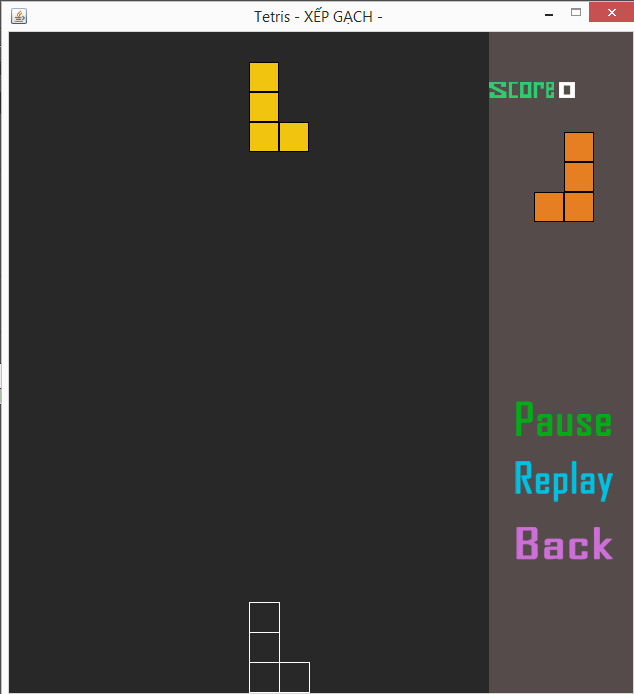 Tetris - XẾP GẠCH -
Score 0
Pause
Replay
Back